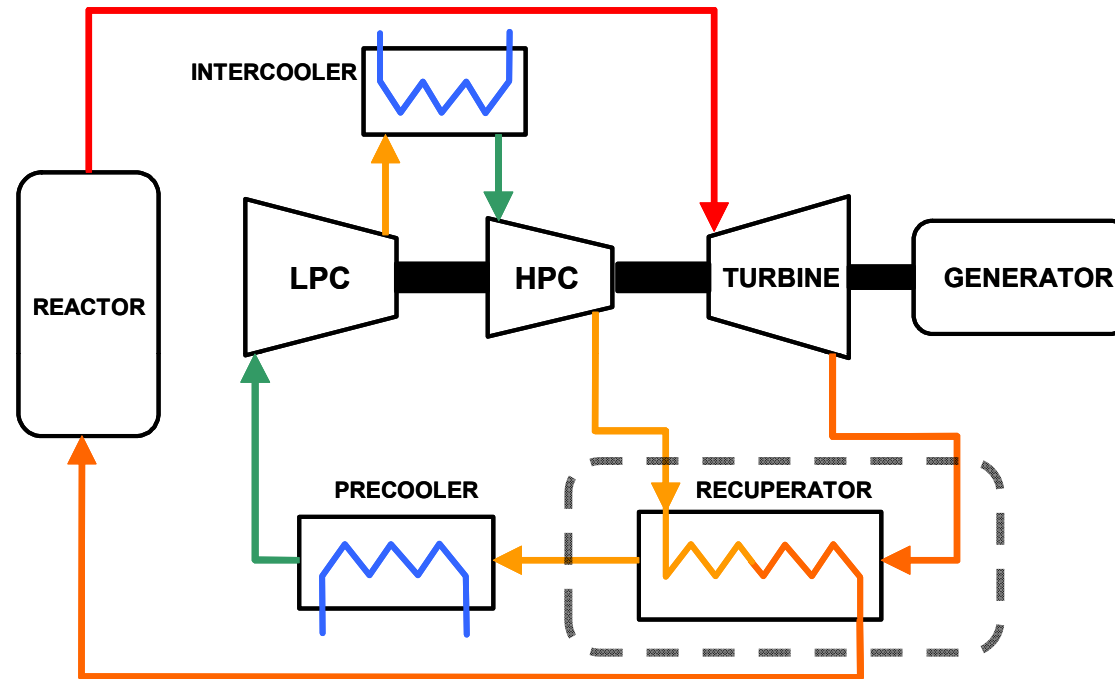 INTERCOOLER
REACTOR
LPC
HPC
TURBINE
GENERATOR
PRECOOLER
RECUPERATOR